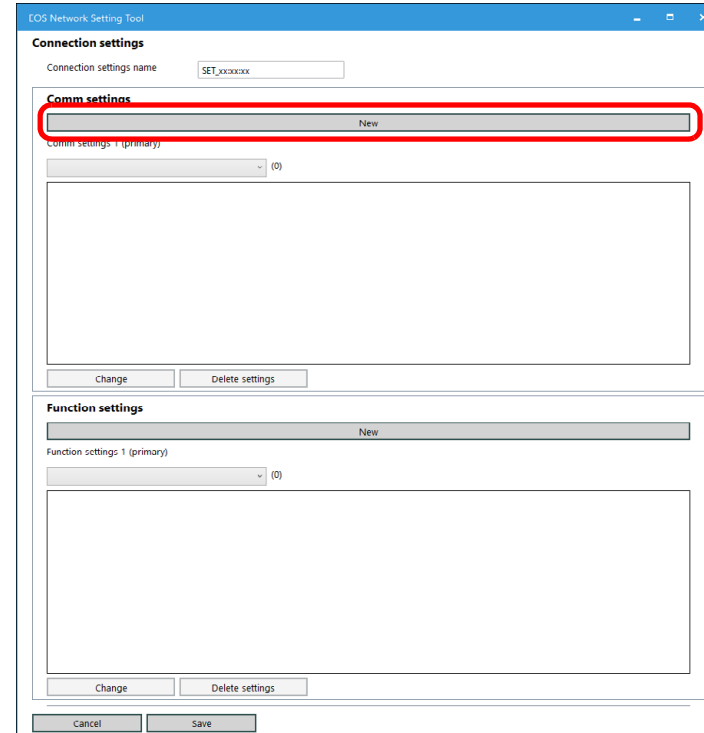 EOS Network Setting Tool
Connection settings
Connection settings name SET_xx:xx:xx
Comm settings
New
Comm settings 1 (primary)
(0)
Change Delete settings
Function settings
New
Function settings 1 (primary)
(0)
Change Delete settings
Cancel Save